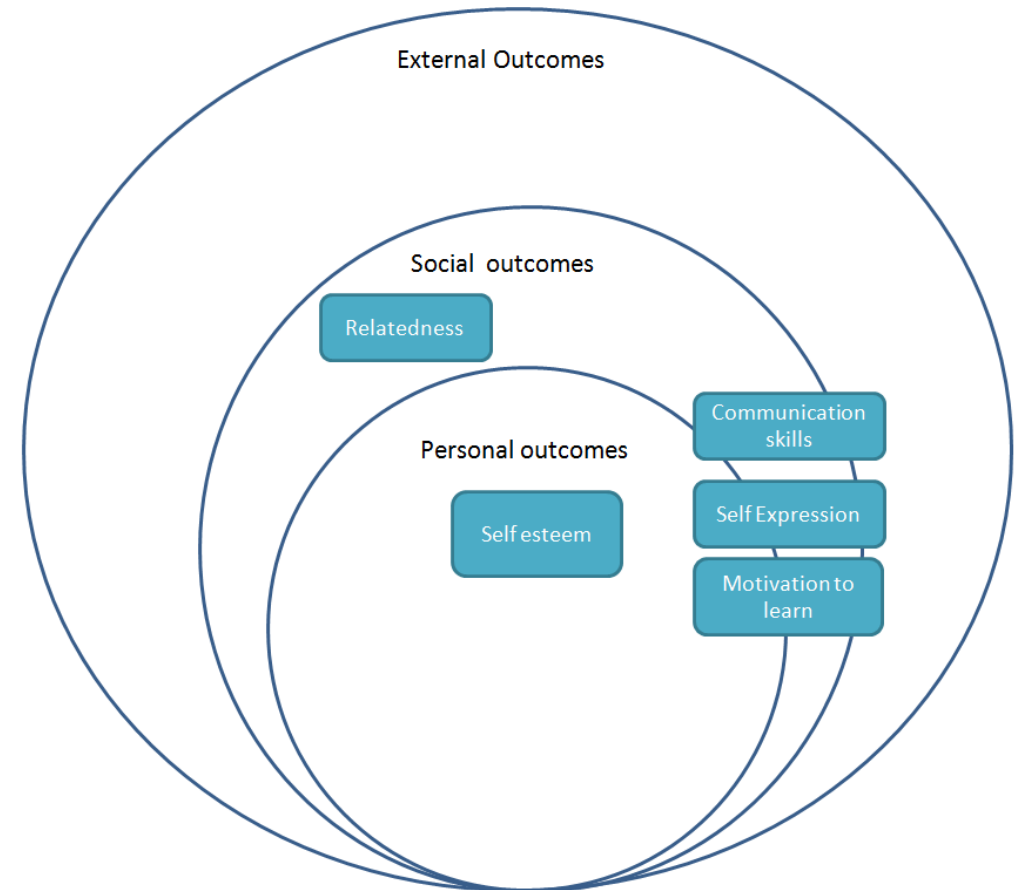 External Outcomes
Social outcomes
Relatedness
Communication
skills
Personal outcomes
Self esteem
Self Expression
Motivation to
learn